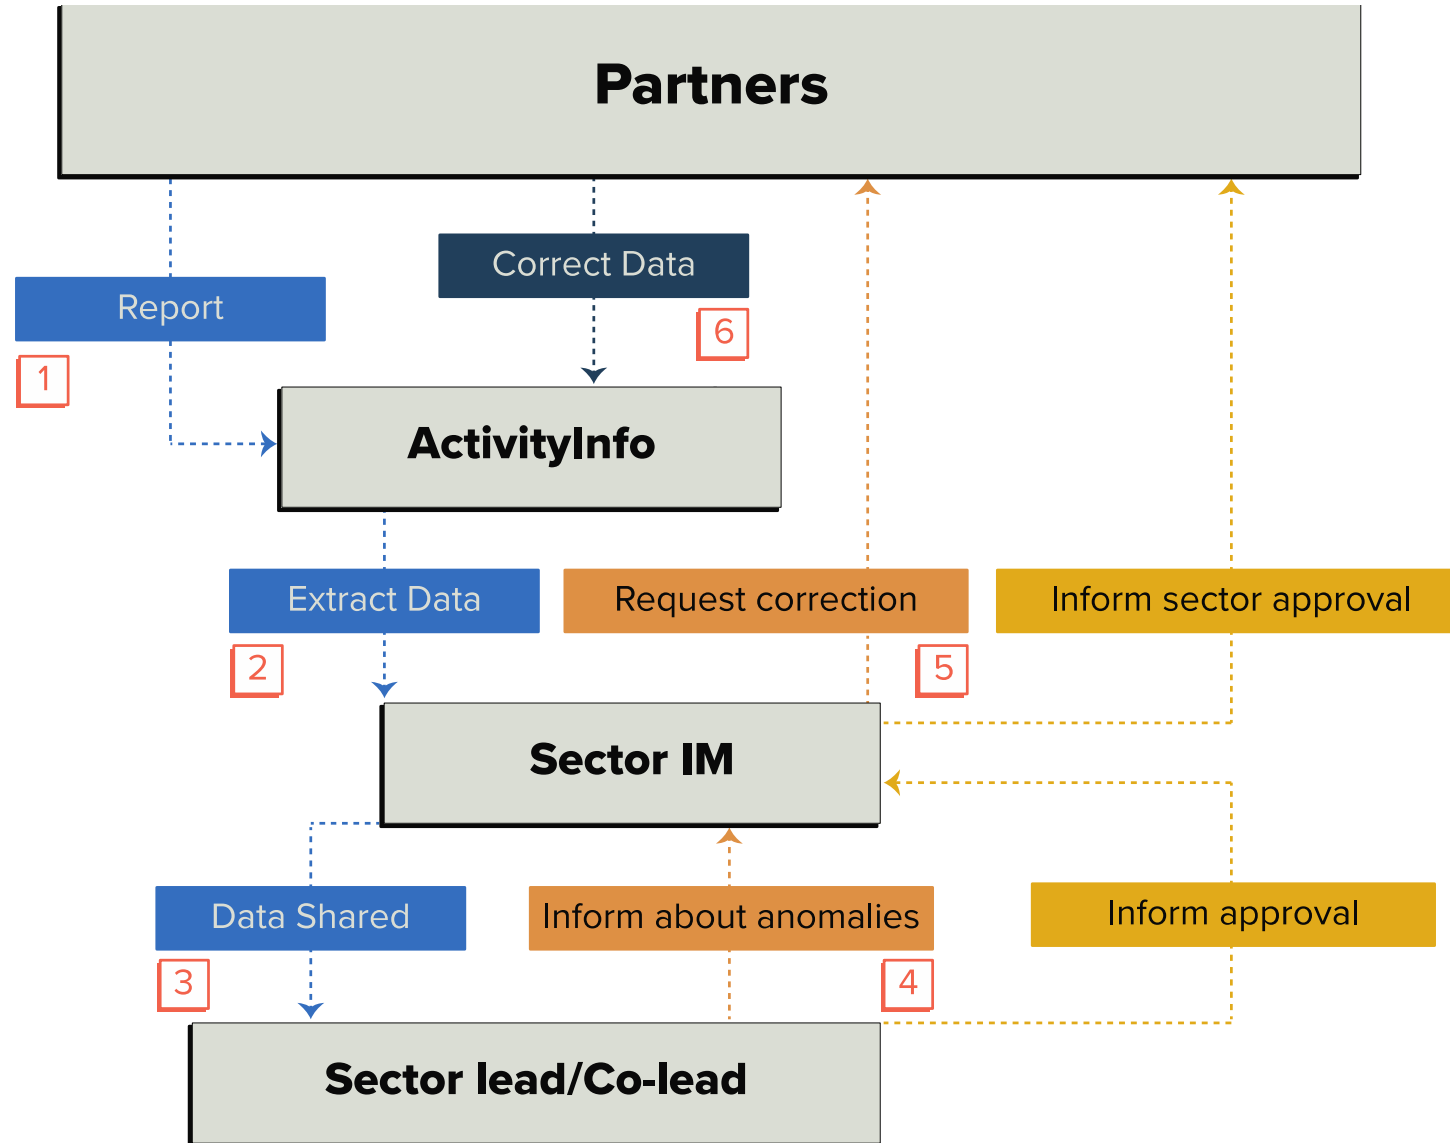 Partners
Correct Data
6
Report
1
ActivityInfo
Extract Data
2
Request correction
5
Inform sector approval
Sector IM
Data Shared
3
Inform about anomalies
4
Inform approval
Sector lead/Co-lead